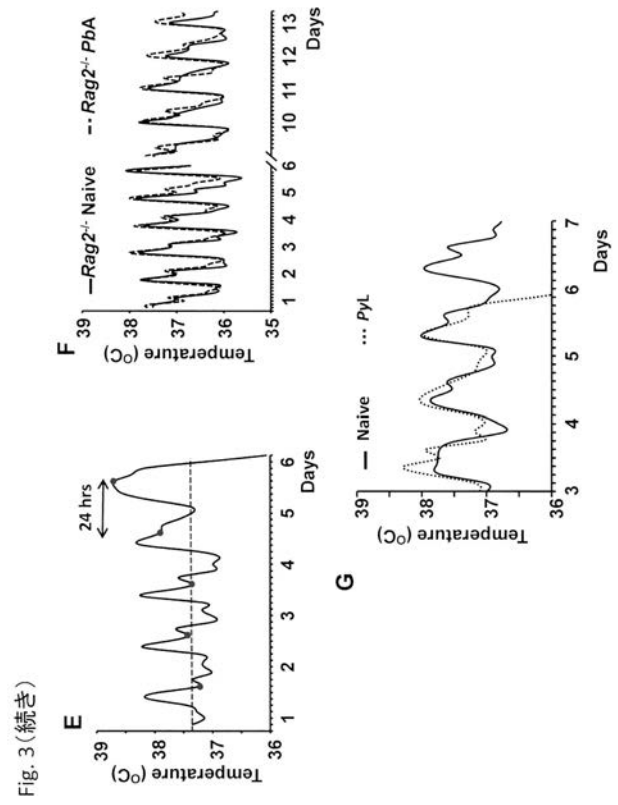 Fig. 3 (続き)
E
24 hrs
Temperature (°C)
39
38
37
36
1
2
3
4
5
6
Days
F
Rag2-/- Naive
Rag2-/- PbA
Temperature (°C)
39
38
37
36
35
1
2
3
4
5
6
10
11
12
13
Days
G
Naive
PyL
Temperature (°C)
39
38
37
36
3
4
5
6
7
Days